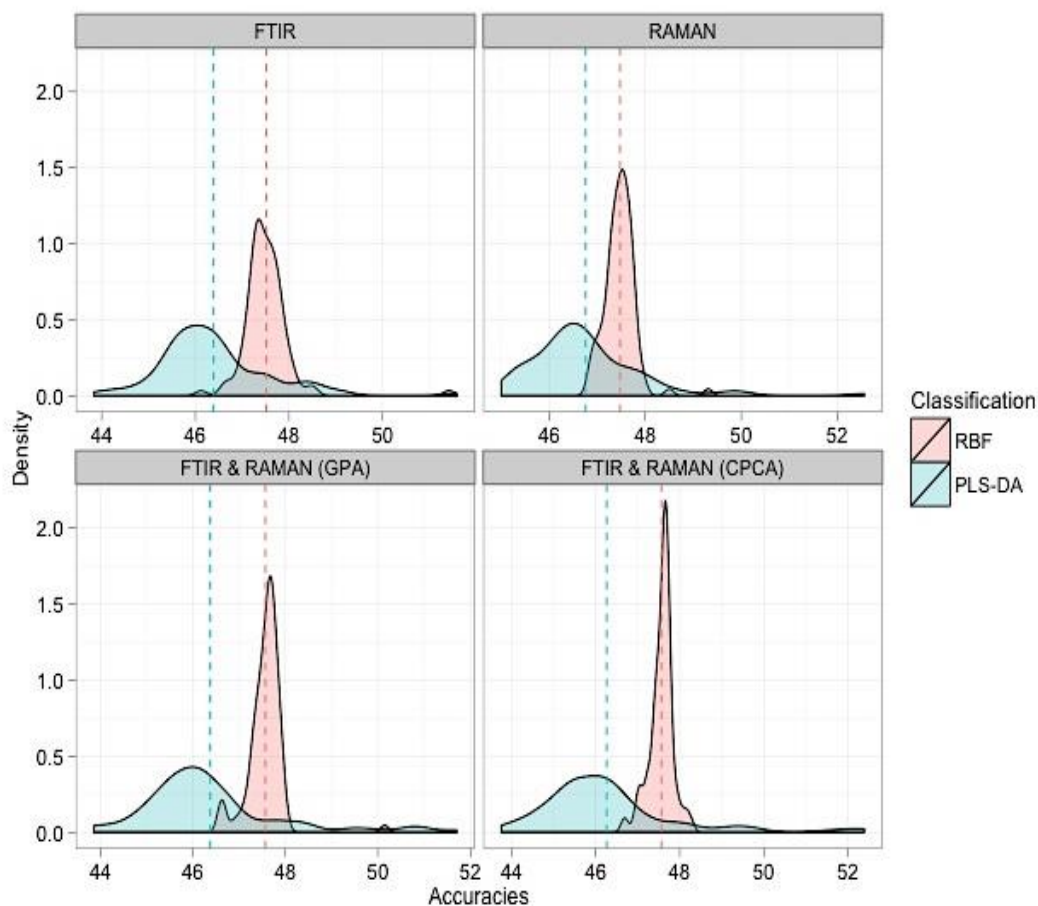 FTIR
RAMAN
2.0
1.5
1.0
0.5
0.0
44 46 48 50
46 48 50 52
Density
Classification
RBF
PLS-DA
FTIR & RAMAN (GPA)
FTIR & RAMAN (CPCA)
2.0
1.5
1.0
0.5
0.0
44 46 48 50 52
44 46 48 50 52
Accuracies